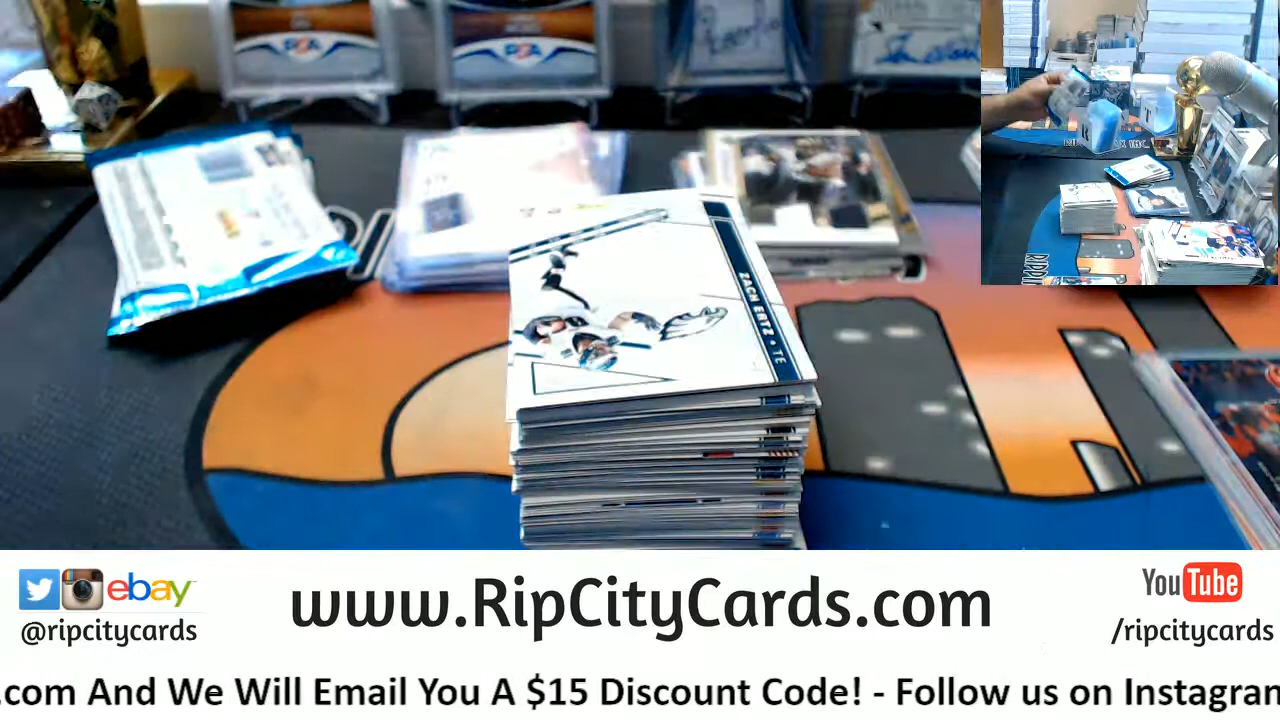 ZACH ERTZ • TE
ebay
@ripcitycards
www.RipCityCards.com
YouTube
/ripcitycards
.com And We Will Email You A $15 Discount Code! - Follow us on Instagram